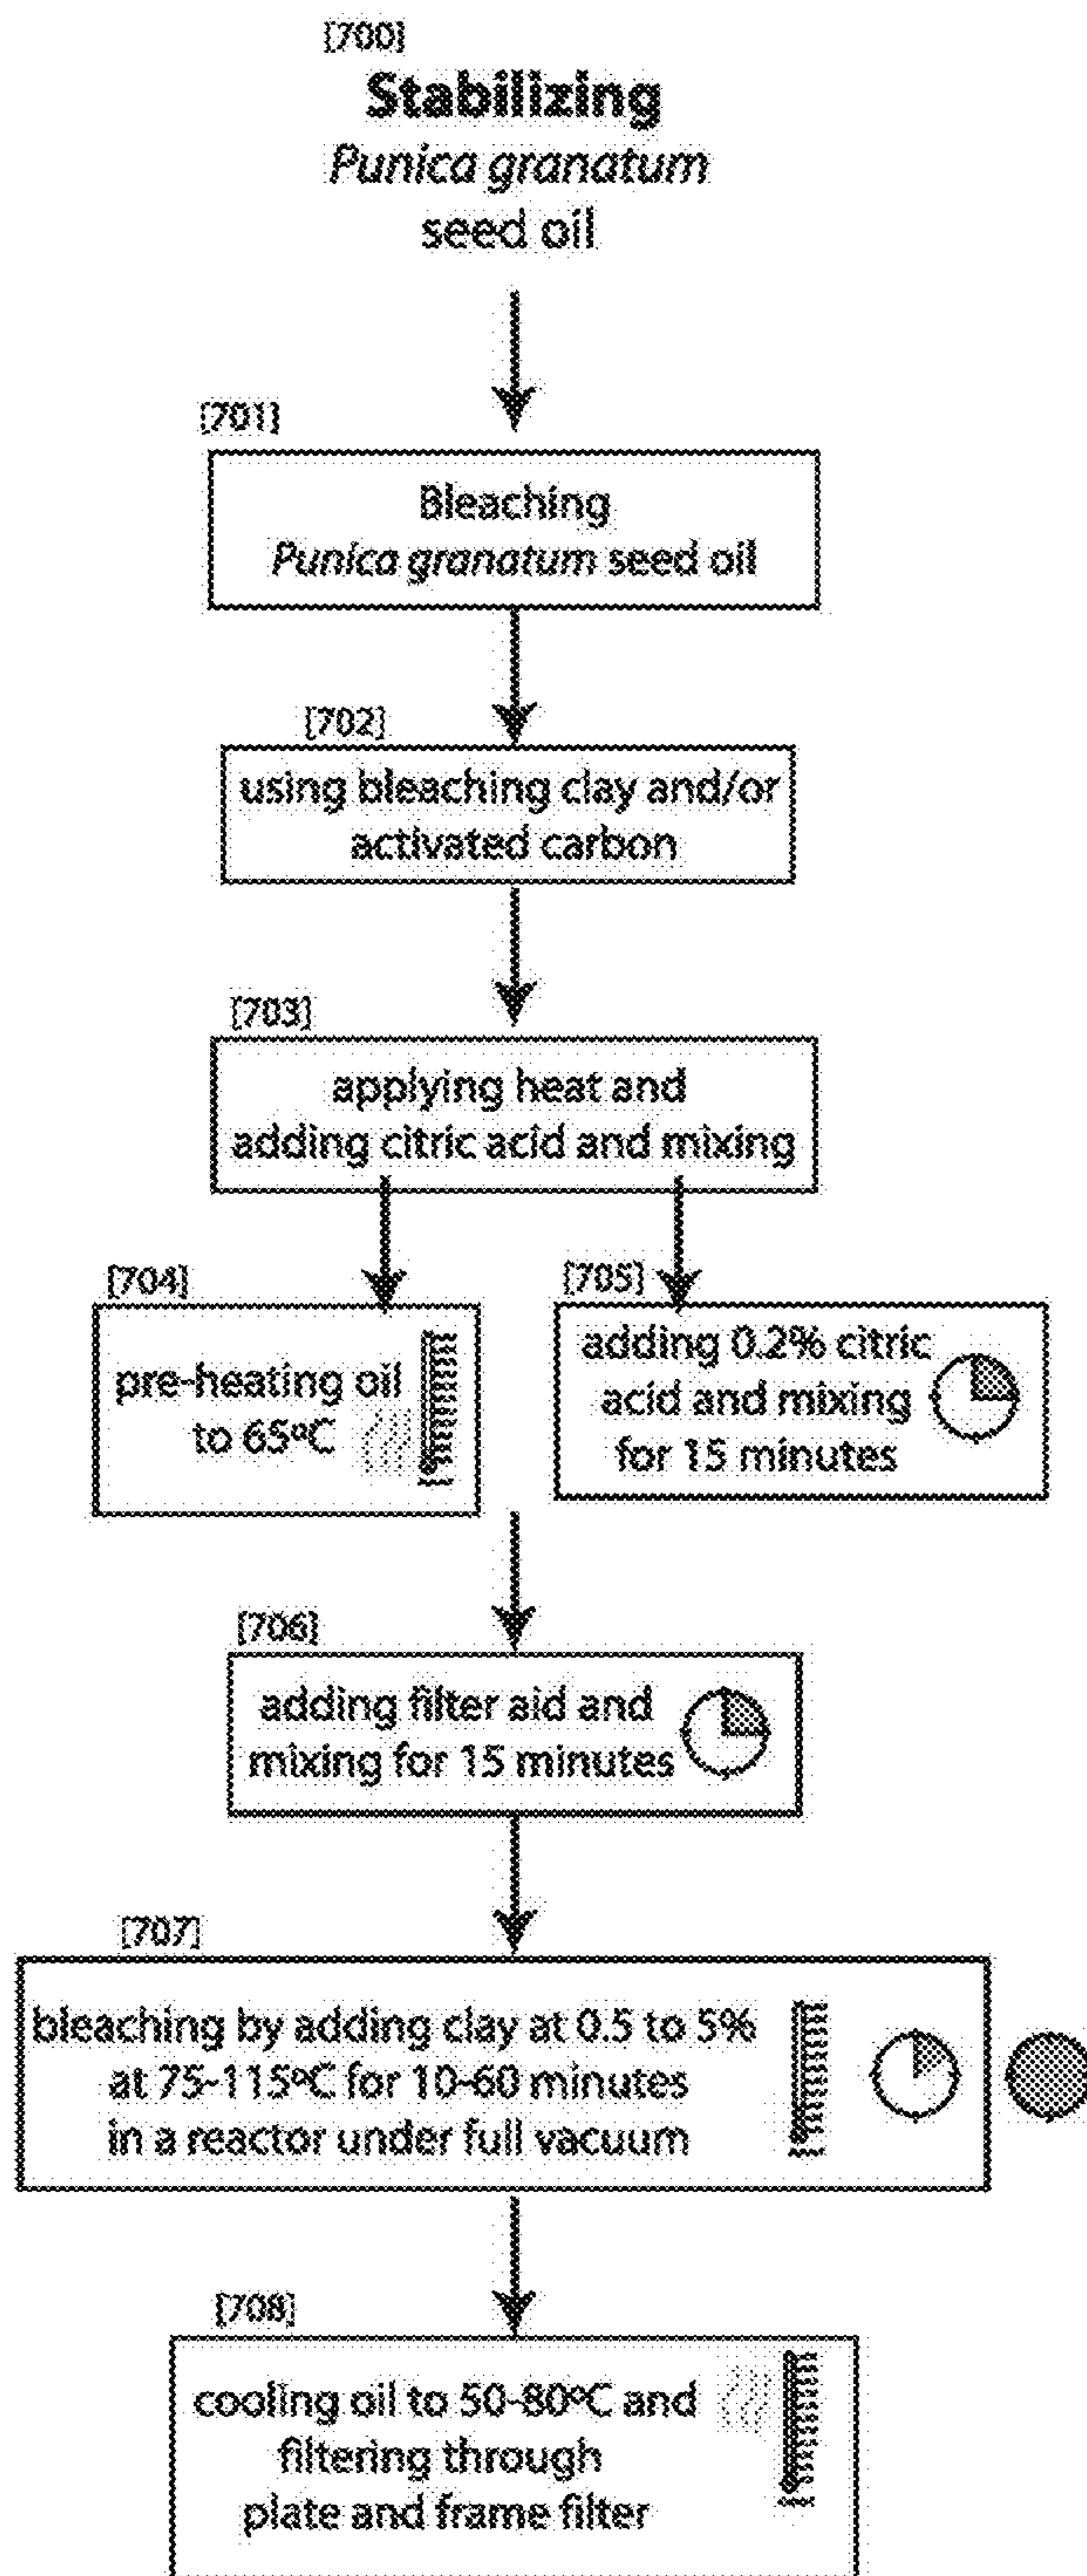 [700]
Stabilizing
Punica granatum
seed oil
[701]
Bleaching
Punica granatum seed oil
[702]
using bleaching clay and/or
activated carbon
[703]
applying heat and
adding citric acid and mixing
[704]
pre-heating oil
to 65ºC
[705]
adding 0.2% citric
acid and mixing
for 15 minutes
[706]
adding filter aid and
mixing for 15 minutes
[707]
bleaching by adding clay at 0.5 to 5%
at 75-115ºC for 10-60 minutes
in a reactor under full vacuum
[708]
cooling oil to 50-80ºC and
filtering through
plate and frame filter